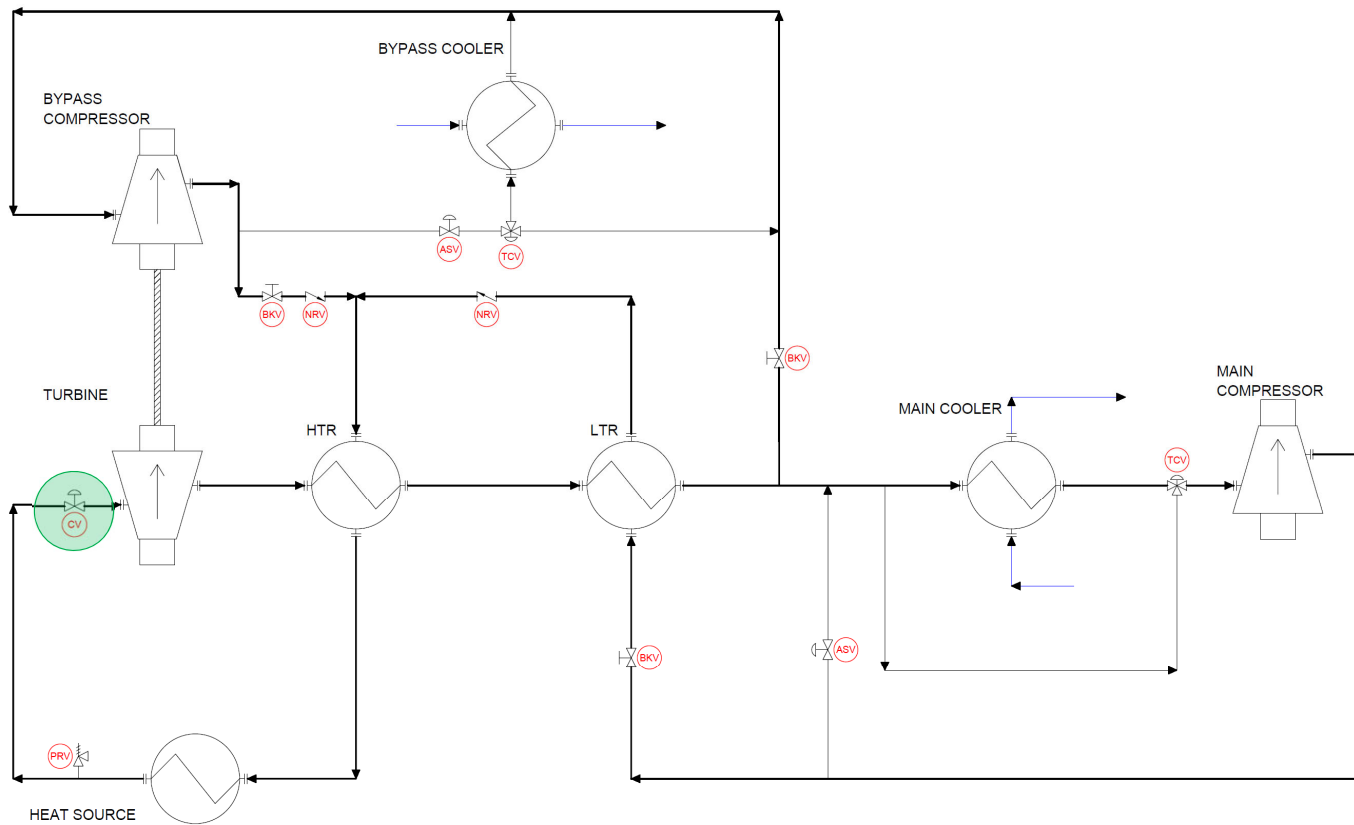 BYPASS COOLER
BYPASS
COMPRESSOR
ASV
TCV
BKV
NRV
NRV
BKV
MAIN
COMPRESSOR
TURBINE
MAIN COOLER
HTR
LTR
TCV
CV
BKV
ASV
PRV
HEAT SOURCE